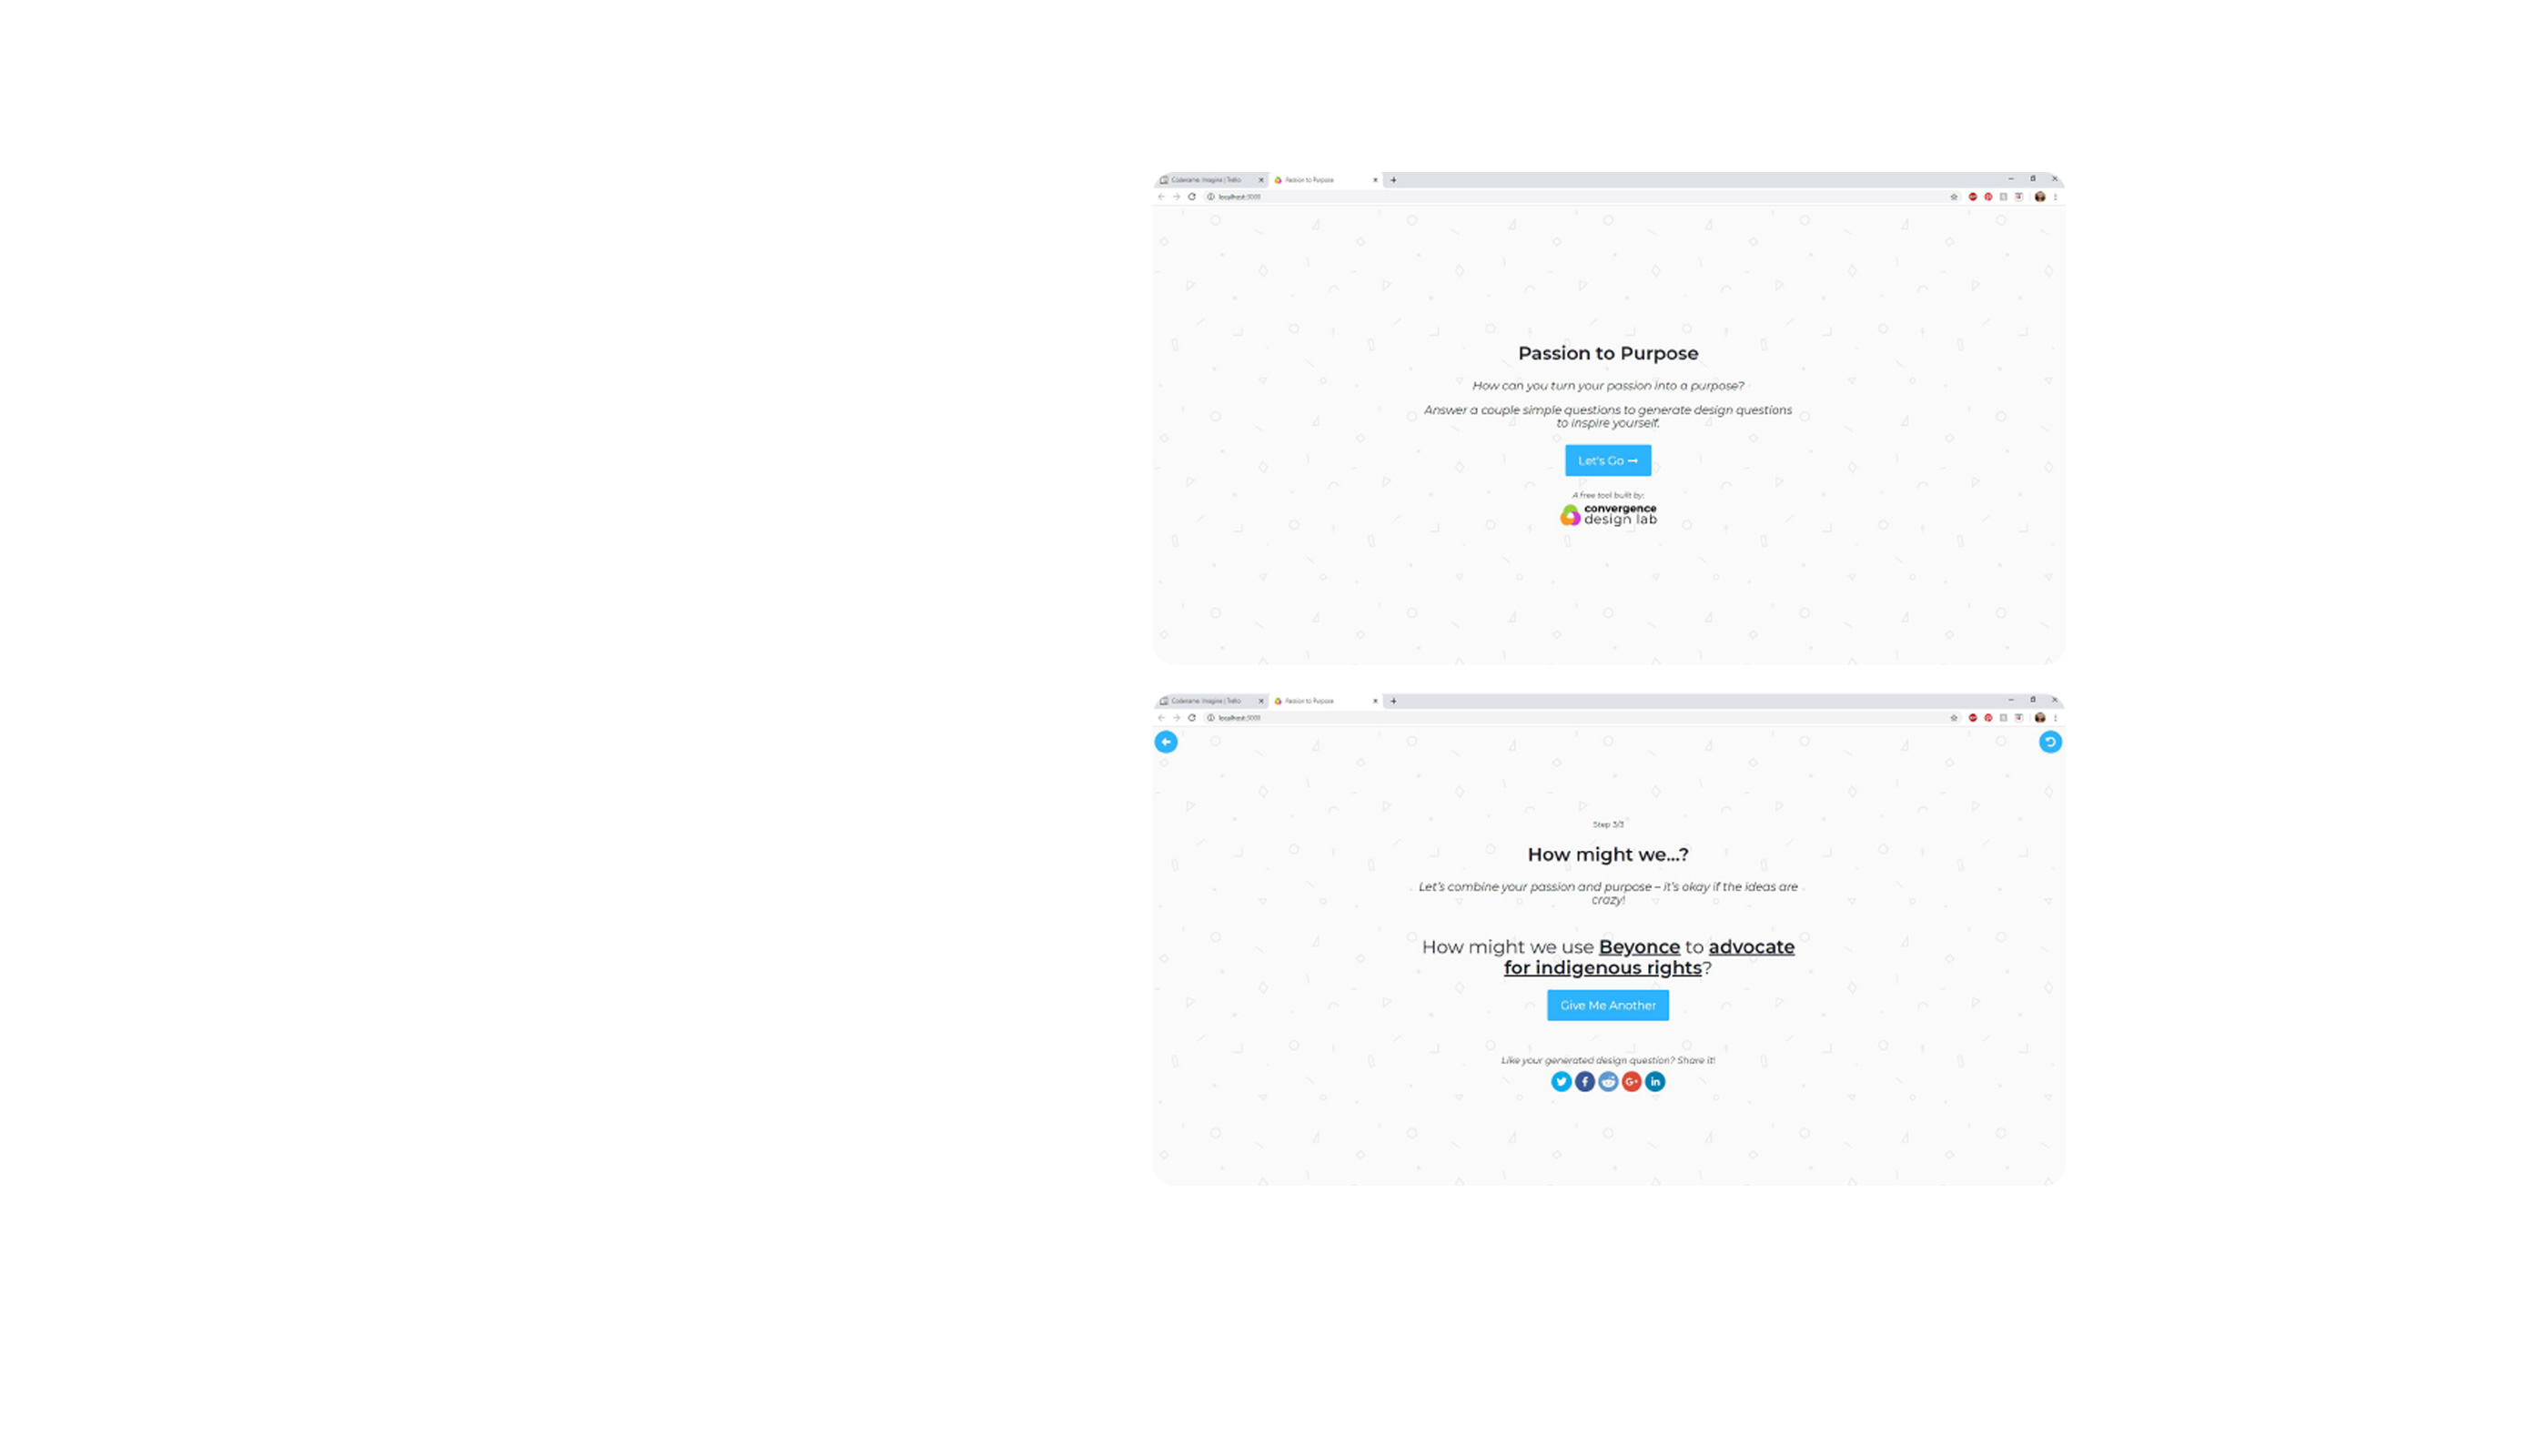 Codename: Imagine | Trello
Passion to Purpose
localhost:3000
Passion to Purpose
How can you turn your passion into a purpose?
Answer a couple simple questions to generate design questions
to inspire yourself.
Let's Go →
A free tool built by:
convergence
design lab
Codename: Imagine | Trello
Passion to Purpose
localhost:3000
Step 3/3
How might we...?
Let's combine your passion and purpose – it's okay if the ideas are
crazy!
How might we use Beyonce to advocate
for indigenous rights?
Give Me Another
Like your generated design question? Share it!